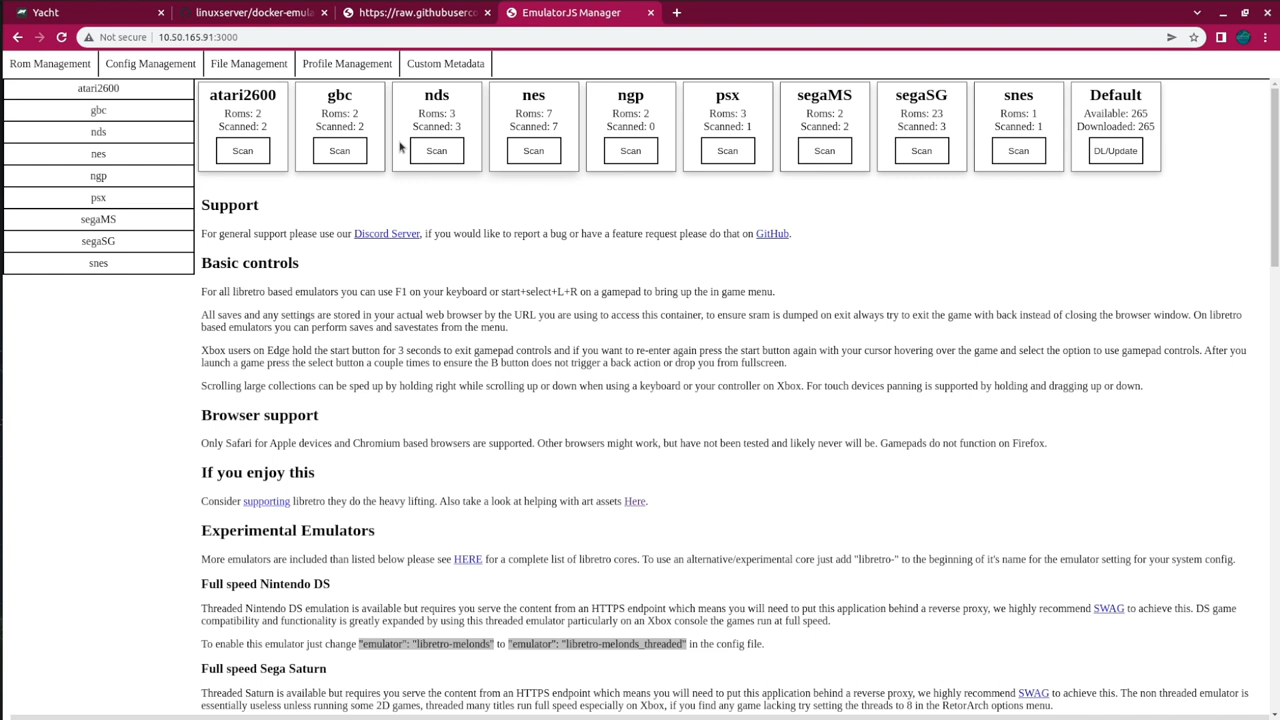 Yacht
linuxserver/docker-emula
https://raw.githubuserco
EmulatorJS Manager
Not secure
10.50.165.91:3000
Rom Management
Config Management
File Management
Profile Management
Custom Metadata
atari2600
gbc
nds
nes
ngp
psx
segaMS
segaSG
snes
atari2600
Roms: 2
Scanned: 2
Scan
gbc
Roms: 2
Scanned: 2
Scan
nds
Roms: 3
Scanned: 3
Scan
nes
Roms: 7
Scanned: 7
Scan
ngp
Roms: 2
Scanned: 0
Scan
psx
Roms: 3
Scanned: 1
Scan
segaMS
Roms: 2
Scanned: 2
Scan
segaSG
Roms: 23
Scanned: 3
Scan
snes
Roms: 1
Scanned: 1
Scan
Default
Available: 265
Downloaded: 265
DL/Update
Support
For general support please use our Discord Server, if you would like to report a bug or have a feature request please do that on GitHub.
Basic controls
For all libretro based emulators you can use F1 on your keyboard or start+select+L+R on a gamepad to bring up the in game menu.
All saves and any settings are stored in your actual web browser by the URL you are using to access this container, to ensure sram is dumped on exit always try to exit the game with back instead of closing the browser window. On libretro
based emulators you can perform saves and savestates from the menu.
Xbox users on Edge hold the start button for 3 seconds to exit gamepad controls and if you want to re-enter again press the start button again with your cursor hovering over the game and select the option to use gamepad controls. After you
launch a game press the select button a couple times to ensure the B button does not trigger a back action or drop you from fullscreen.
Scrolling large collections can be sped up by holding right while scrolling up or down when using a keyboard or your controller on Xbox. For touch devices panning is supported by holding and dragging up or down.
Browser support
Only Safari for Apple devices and Chromium based browsers are supported. Other browsers might work, but have not been tested and likely never will be. Gamepads do not function on Firefox.
If you enjoy this
Consider supporting libretro they do the heavy lifting. Also take a look at helping with art assets Here.
Experimental Emulators
More emulators are included than listed below please see HERE for a complete list of libretro cores. To use an alternative/experimental core just add "libretro-" to the beginning of it's name for the emulator setting for your system config.
Full speed Nintendo DS
Threaded Nintendo DS emulation is available but requires you serve the content from an HTTPS endpoint which means you will need to put this application behind a reverse proxy, we highly recommend SWAG to achieve this. DS game
compatibility and functionality is greatly expanded by using this threaded emulator particularly on an Xbox console the games run at full speed.
To enable this emulator just change "emulator": "libretro-melonds" to "emulator": "libretro-melonds_threaded" in the config file.
Full speed Sega Saturn
Threaded Saturn is available but requires you serve the content from an HTTPS endpoint which means you will need to put this application behind a reverse proxy, we highly recommend SWAG to achieve this. The non threaded emulator is
essentially useless unless running some 2D games, threaded many titles run full speed especially on Xbox, if you find any game lacking try setting the threads to 8 in the RetorArch options menu.